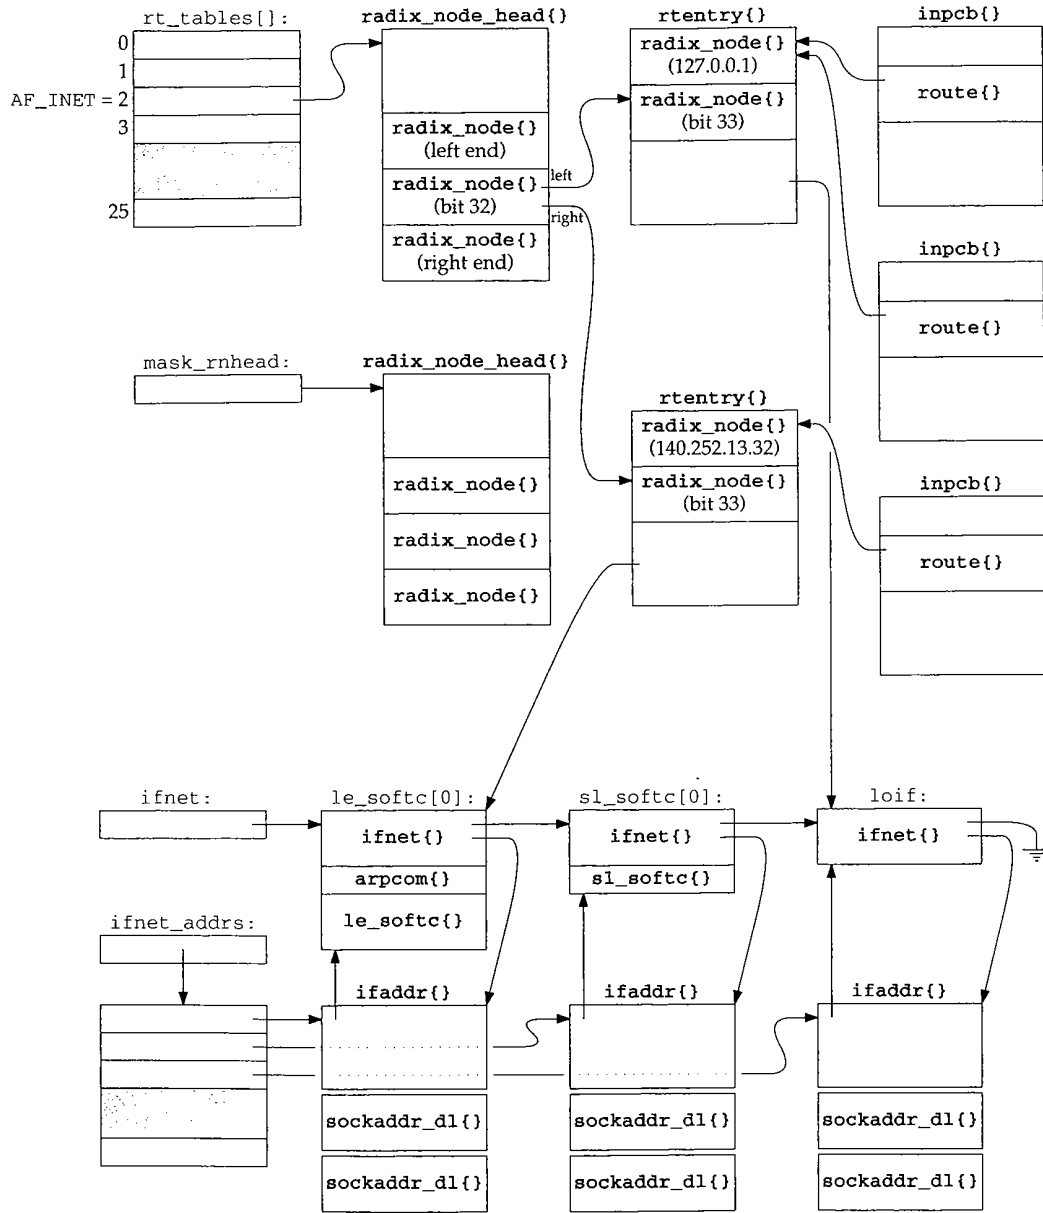 rt_tables[]:
radix_node_head{}
rtentry{}
inpcb{}
0
1
AF_INET = 2
3
25
radix_node{}
(left end)
radix_node{}
(bit 32)
radix_node{}
(right end)
left
right
radix_node{}
(127.0.0.1)
radix_node{}
(bit 33)
route{}
inpcb{}
route{}
mask_rnhead:
radix_node_head{}
radix_node{}
radix_node{}
radix_node{}
rtentry{}
radix_node{}
(140.252.13.32)
radix_node{}
(bit 33)
inpcb{}
route{}
ifnet:
le_softc[0]:
sl_softc[0]:
loif:
ifnet{}
ifnet{}
ifnet{}
arpcom{}
sl_softc{}
le_softc{}
ifnet_addrs:
ifaddr{}
ifaddr{}
ifaddr{}
sockaddr_dl{}
sockaddr_dl{}
sockaddr_dl{}
sockaddr_dl{}
sockaddr_dl{}
sockaddr_dl{}